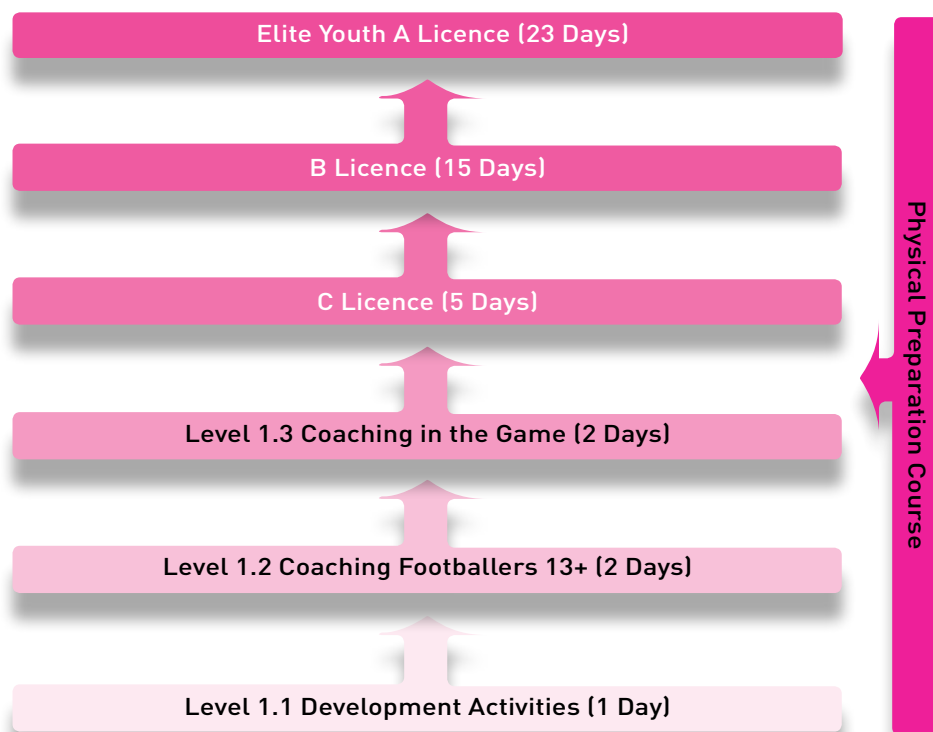 Elite Youth A Licence (23 Days)
B Licence (15 Days)
C Licence (5 Days)
Level 1.3 Coaching in the Game (2 Days)
Level 1.2 Coaching Footballers 13+ (2 Days)
Level 1.1 Development Activities (1 Day)
Physical Preparation Course